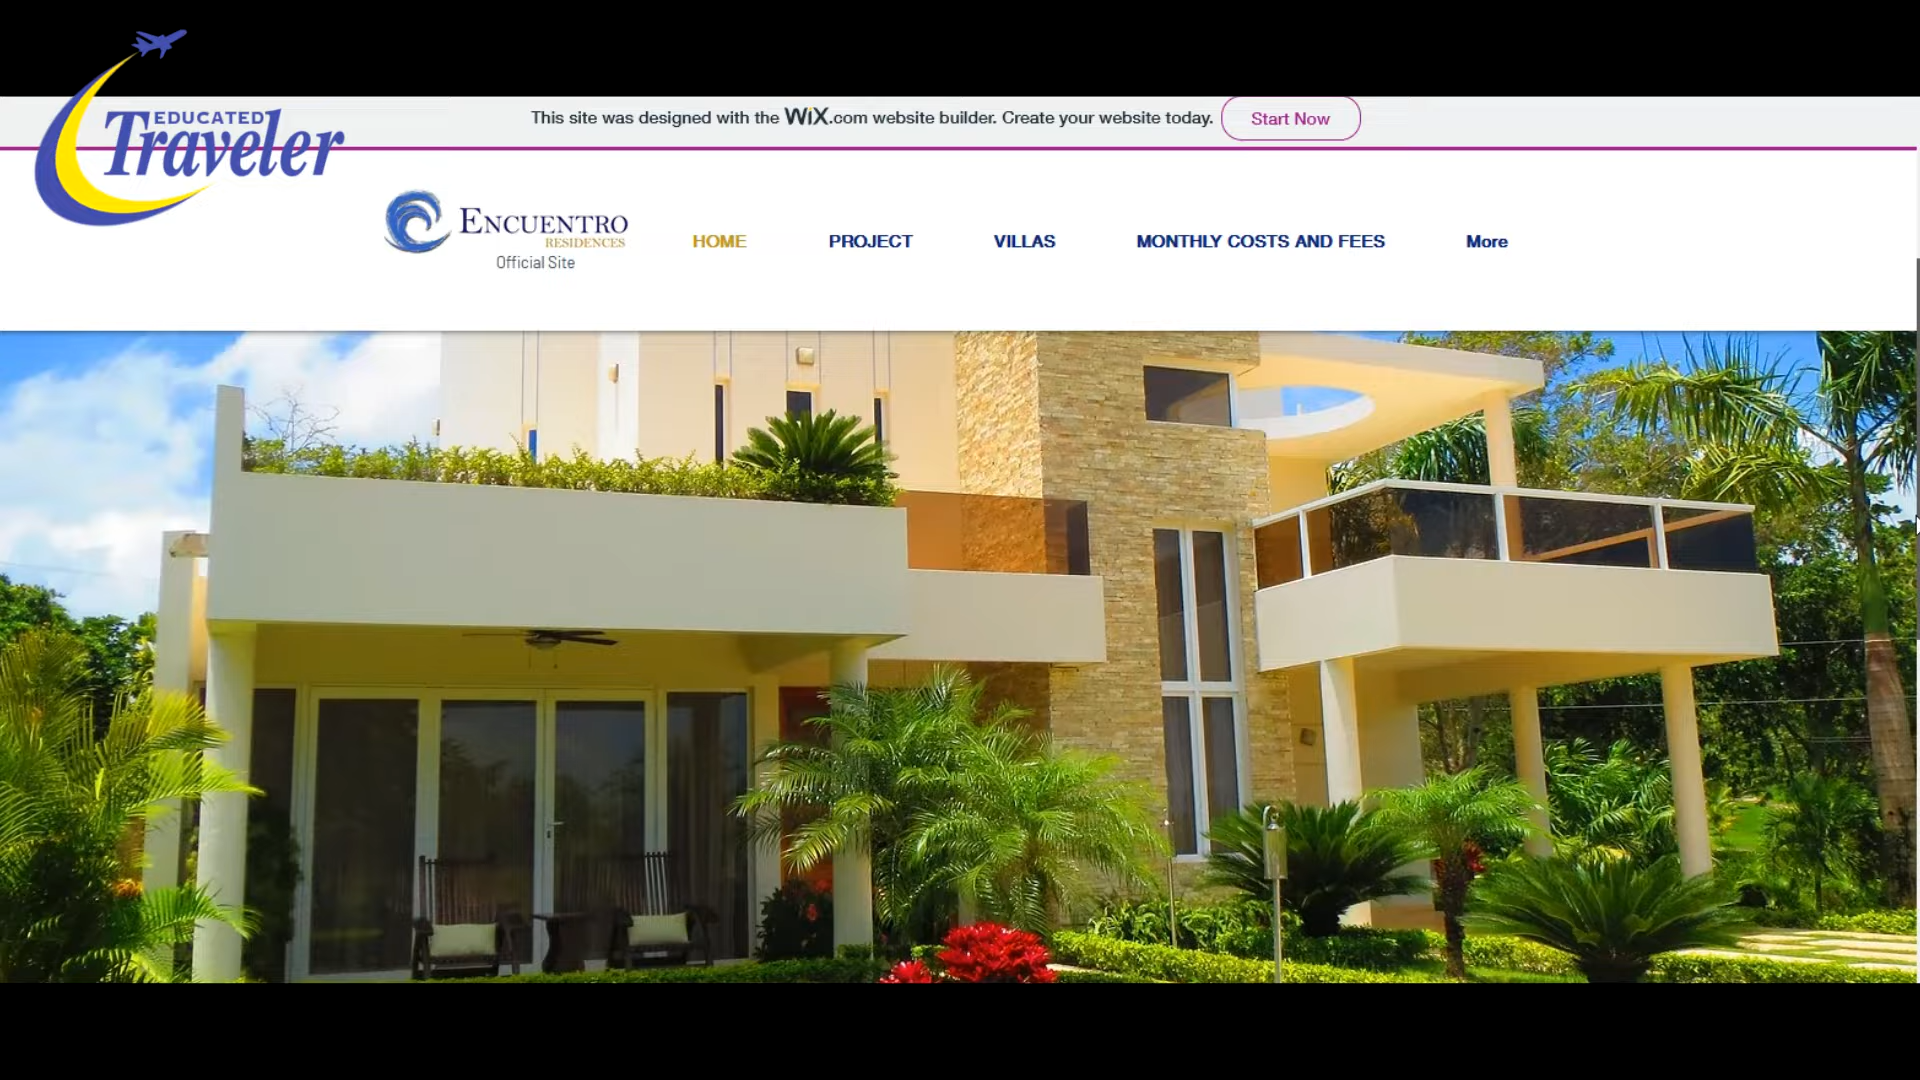 EDUCATED
Traveler
This site was designed with the WiX.com website builder. Create your website today. Start Now
ENCUENTRO
RESIDENCES
Official Site
HOME PROJECT VILLAS MONTHLY COSTS AND FEES More